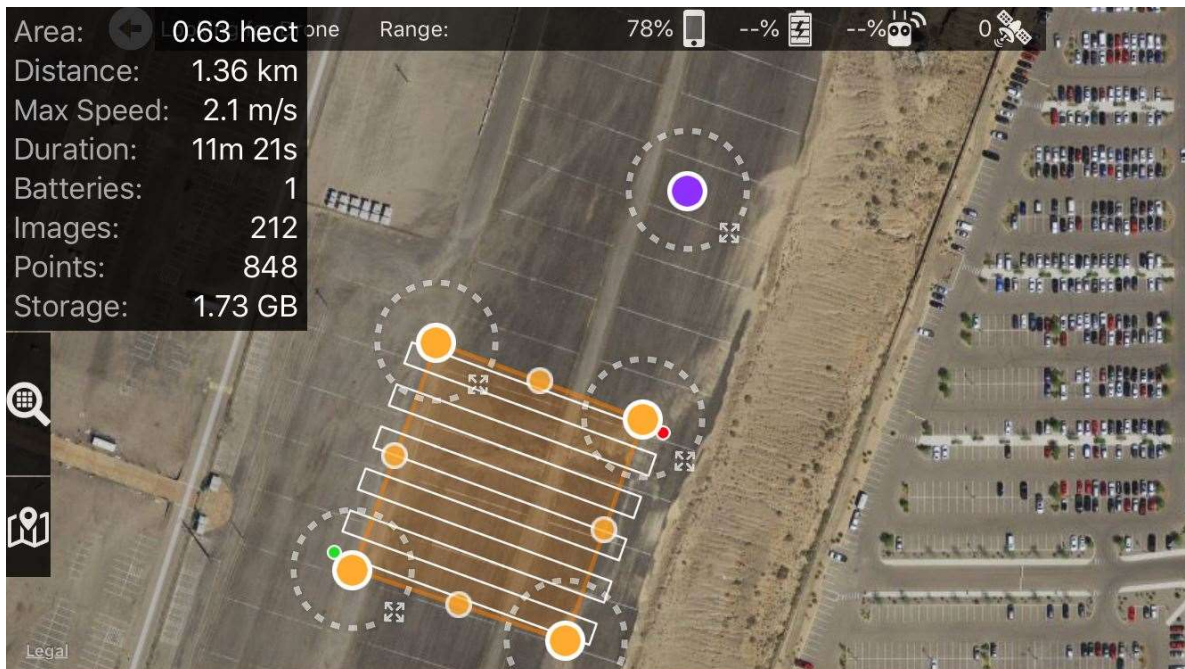 Area: 0.63 hect
Distance: 1.36 km
Max Speed: 2.1 m/s
Duration: 11m 21s
Batteries: 1
Images: 212
Points: 848
Storage: 1.73 GB
one Range: 78% --% --% 0
Legal